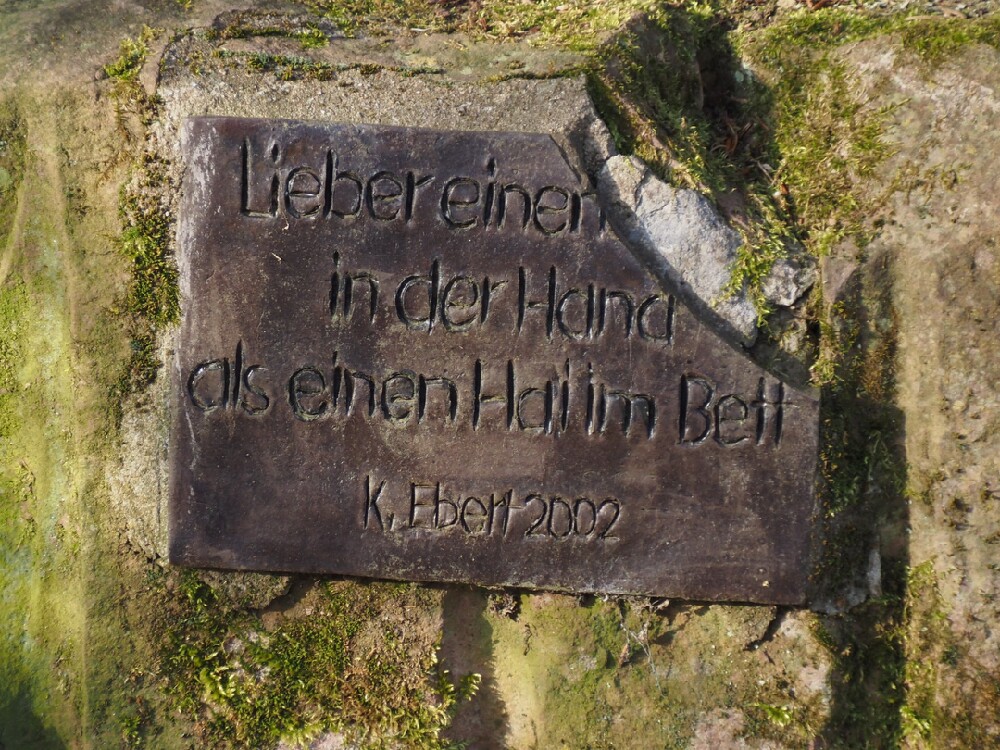 Lieber einen
in der Hand
als einen Hai im Bett
K. Ebert 2002